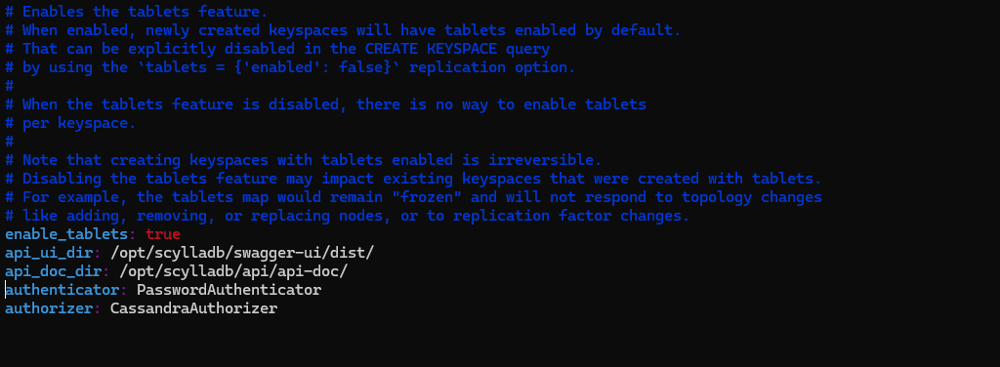 # Enables the tablets feature.
# When enabled, newly created keyspaces will have tablets enabled by default.
# That can be explicitly disabled in the CREATE KEYSPACE query
# by using the `tablets = {'enabled': false}` replication option.
#
# When the tablets feature is disabled, there is no way to enable tablets
# per keyspace.
#
# Note that creating keyspaces with tablets enabled is irreversible.
# Disabling the tablets feature may impact existing keyspaces that were created with tablets.
# For example, the tablets map would remain "frozen" and will not respond to topology changes
# like adding, removing, or replacing nodes, or to replication factor changes.
enable_tablets: true
api_ui_dir: /opt/scylladb/swagger-ui/dist/
api_doc_dir: /opt/scylladb/api/api-doc/
authenticator: PasswordAuthenticator
authorizer: CassandraAuthorizer